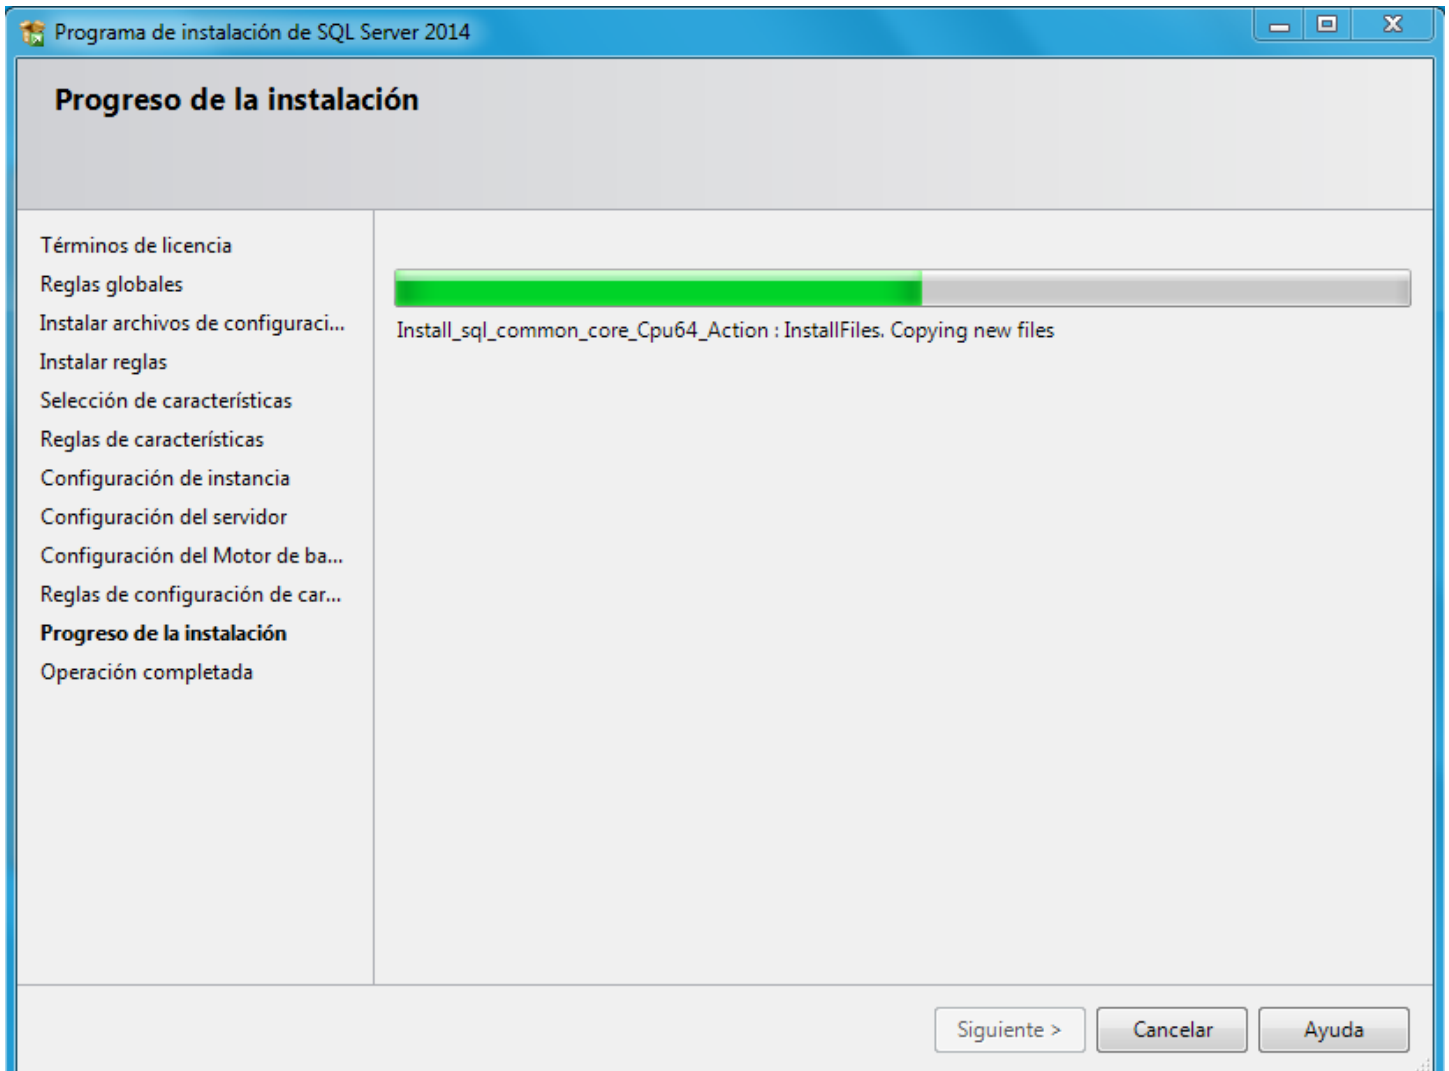 Programa de instalación de SQL Server 2014
Progreso de la instalación
Términos de licencia
Reglas globales
Instalar archivos de configuraci...
Instalar reglas
Selección de características
Reglas de características
Configuración de instancia
Configuración del servidor
Configuración del Motor de ba...
Reglas de configuración de car...
Progreso de la instalación
Operación completada
Install_sql_common_core_Cpu64_Action : InstallFiles. Copying new files
Siguiente >
Cancelar
Ayuda